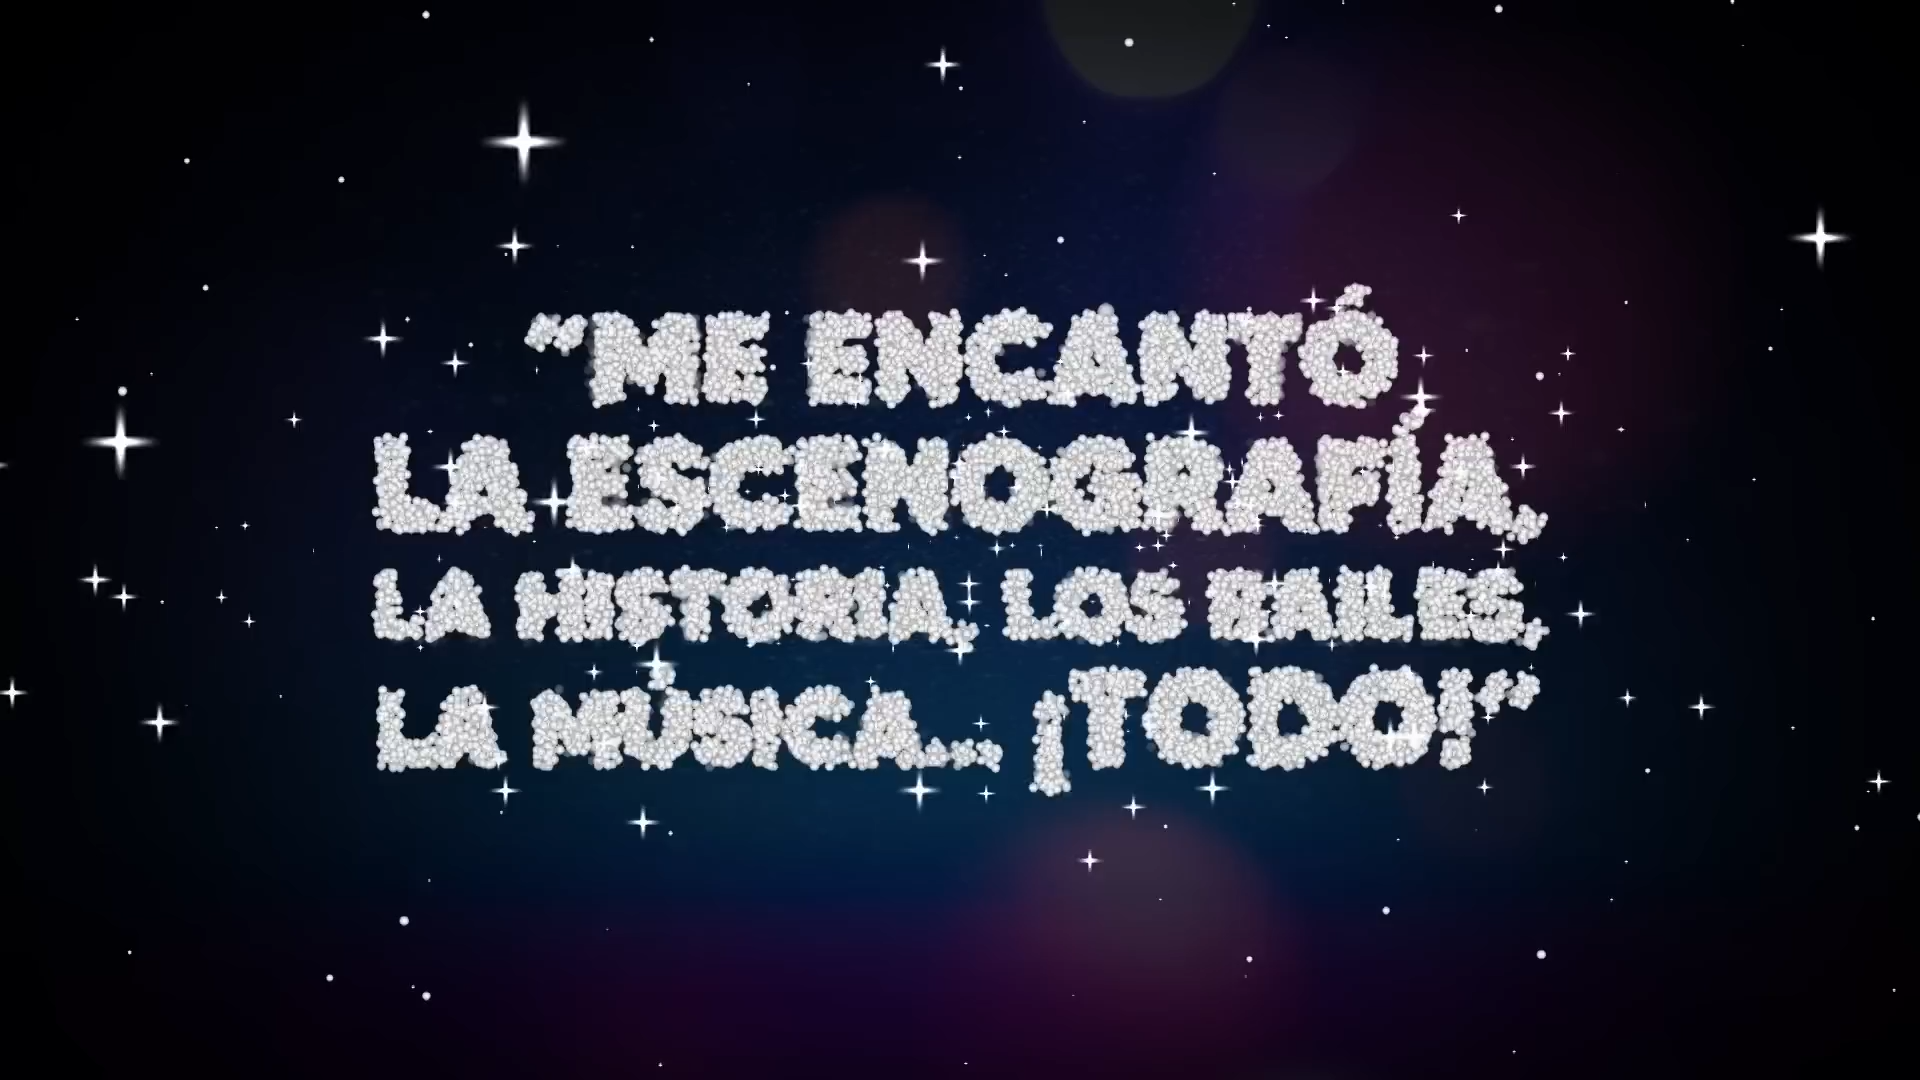 “ME ENCANTÓ
LA ESCENOGRAFÍA,
LA HISTORIA, LOS BAILES,
LA MÚSICA... ¡TODO!”